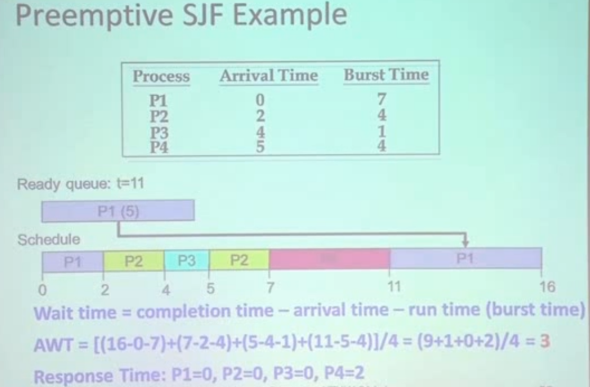 Preemptive SJF Example
Process Arrival Time Burst Time
P1 0 7
P2 2 4
P3 4 1
P4 5 4
Ready queue: t=11
P1 (5)
Schedule
P1 P2 P3 P2 P1
0 2 4 5 7 11 16
Wait time = completion time – arrival time – run time (burst time)
AWT = [(16-0-7)+(7-2-4)+(5-4-1)+(11-5-4)]/4 = (9+1+0+2)/4 = 3
Response Time: P1=0, P2=0, P3=0, P4=2